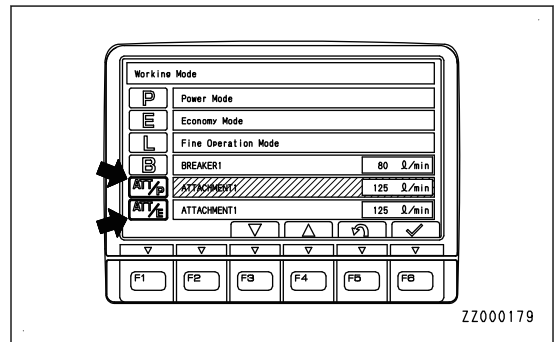 Working Mode
P Power Mode
E Economy Mode
L Fine Operation Mode
B BREAKER1 80 ℓ/min
ATT/P ATTACHMENT1 125 ℓ/min
ATT/E ATTACHMENT1 125 ℓ/min
F1 F2 F3 F4 F5 F6
ZZ000179